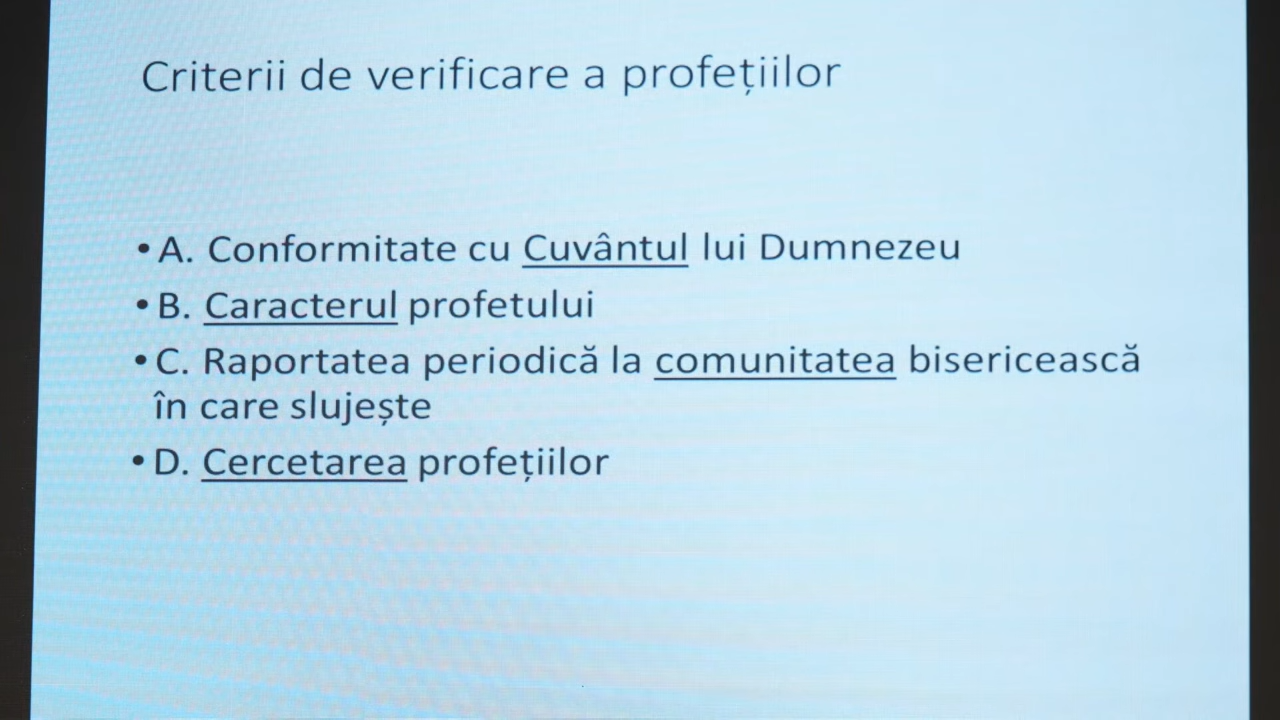 Criterii de verificare a profețiilor
• A. Conformitate cu Cuvântul lui Dumnezeu
• B. Caracterul profetului
• C. Raportatea periodică la comunitatea bisericească
în care slujește
• D. Cercetarea profețiilor